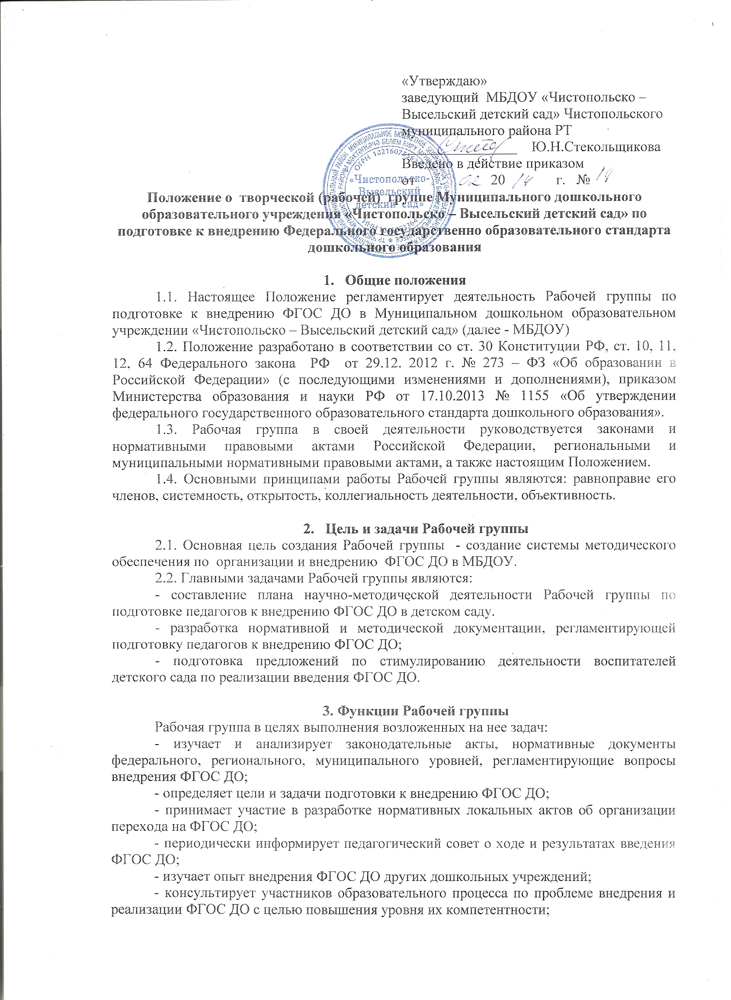 «Утверждаю»
заведующий МБДОУ «Чистопольско –
Высельский детский сад» Чистопольского
муниципального района РТ
Ю.Н.Стекольщикова
Введено в действие приказом
от 02 20 14 г. № 14
«Чистопольско-
Высельский
детский сад»
Положение о творческой (рабочей) группе Муниципального дошкольного
образовательного учреждения «Чистопольско – Высельский детский сад» по
подготовке к внедрению Федерального государственно образовательного стандарта
дошкольного образования
1. Общие положения
1.1. Настоящее Положение регламентирует деятельность Рабочей группы по
подготовке к внедрению ФГОС ДО в Муниципальном дошкольном образовательном
учреждении «Чистопольско – Высельский детский сад» (далее - МБДОУ)
1.2. Положение разработано в соответствии со ст. 30 Конституции РФ, ст. 10, 11,
12, 64 Федерального закона РФ от 29.12. 2012 г. № 273 – ФЗ «Об образовании в
Российской Федерации» (с последующими изменениями и дополнениями), приказом
Министерства образования и науки РФ от 17.10.2013 № 1155 «Об утверждении
федерального государственного образовательного стандарта дошкольного образования».
1.3. Рабочая группа в своей деятельности руководствуется законами и
нормативными правовыми актами Российской Федерации, региональными и
муниципальными нормативными правовыми актами, а также настоящим Положением.
1.4. Основными принципами работы Рабочей группы являются: равноправие его
членов, системность, открытость, коллегиальность деятельности, объективность.
2. Цель и задачи Рабочей группы
2.1. Основная цель создания Рабочей группы - создание системы методического
обеспечения по организации и внедрению ФГОС ДО в МБДОУ.
2.2. Главными задачами Рабочей группы являются:
- составление плана научно-методической деятельности Рабочей группы по
подготовке педагогов к внедрению ФГОС ДО в детском саду.
- разработка нормативной и методической документации, регламентирующей
подготовку педагогов к внедрению ФГОС ДО;
- подготовка предложений по стимулированию деятельности воспитателей
детского сада по реализации введения ФГОС ДО.
3. Функции Рабочей группы
Рабочая группа в целях выполнения возложенных на нее задач:
- изучает и анализирует законодательные акты, нормативные документы
федерального, регионального, муниципального уровней, регламентирующие вопросы
внедрения ФГОС ДО;
- определяет цели и задачи подготовки к внедрению ФГОС ДО;
- принимает участие в разработке нормативных локальных актов об организации
перехода на ФГОС ДО;
- периодически информирует педагогический совет о ходе и результатах введения
ФГОС ДО;
- изучает опыт внедрения ФГОС ДО других дошкольных учреждений;
- консультирует участников образовательного процесса по проблеме внедрения и
реализации ФГОС ДО с целью повышения уровня их компетентности;